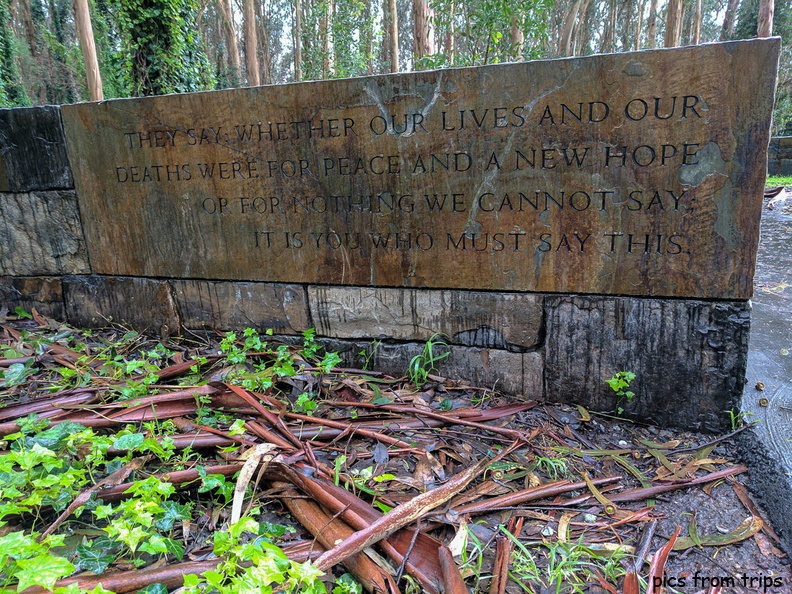 THEY SAY, WHETHER OUR LIVES AND OUR
DEATHS WERE FOR PEACE AND A NEW HOPE
OR FOR NOTHING WE CANNOT SAY;
IT IS YOU WHO MUST SAY THIS.
pics from trips